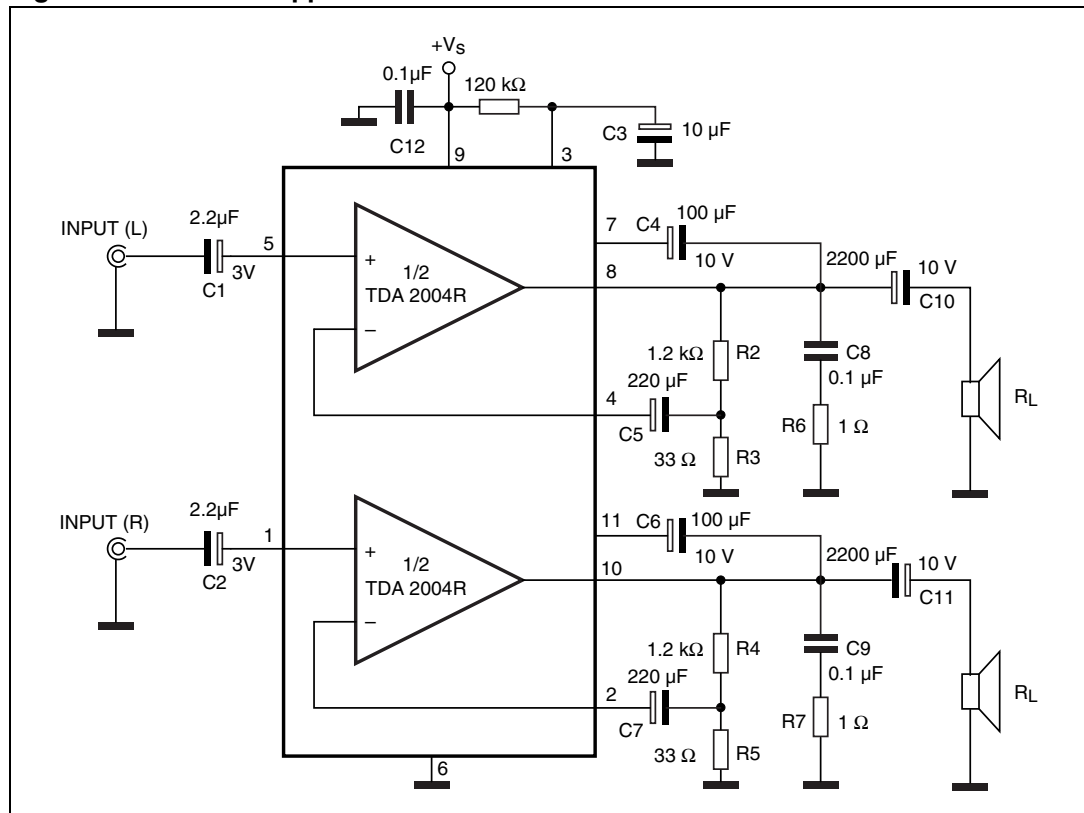 +VS
0.1µF
120 kΩ
C12
C3
10 µF
9
3
INPUT (L)
2.2µF
3V
C1
5
+
1/2
TDA 2004R
–
7
C4
100 µF
10 V
8
2200 µF
10 V
C10
1.2 kΩ
R2
C8
0.1 µF
220 µF
4
C5
33 Ω
R3
R6
1 Ω
RL
INPUT (R)
2.2µF
3V
C2
1
+
1/2
TDA 2004R
–
11
C6
100 µF
10 V
10
2200 µF
10 V
C11
1.2 kΩ
R4
C9
0.1 µF
220 µF
2
C7
33 Ω
R5
R7
1 Ω
RL
6